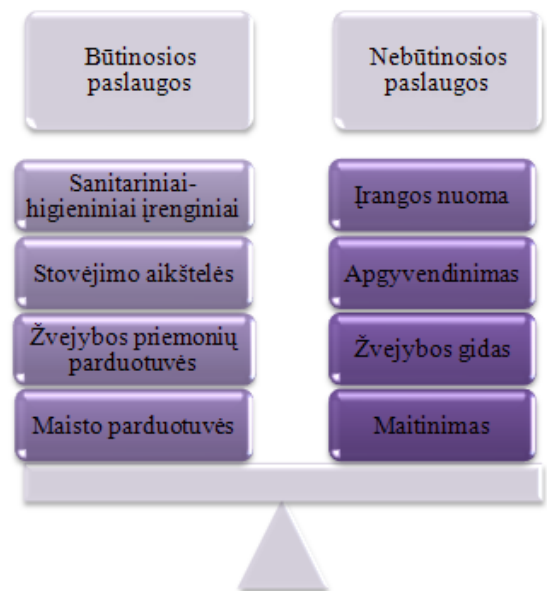 Būtinosios
paslaugos
Nebūtinosios
paslaugos
Sanitariniai-
higieniniai įrenginiai
Stovėjimo aikštelės
Žvejybos priemonių
parduotuvės
Maisto parduotuvės
Įrangos nuoma
Apgyvendinimas
Žvejybos gidas
Maitinimas